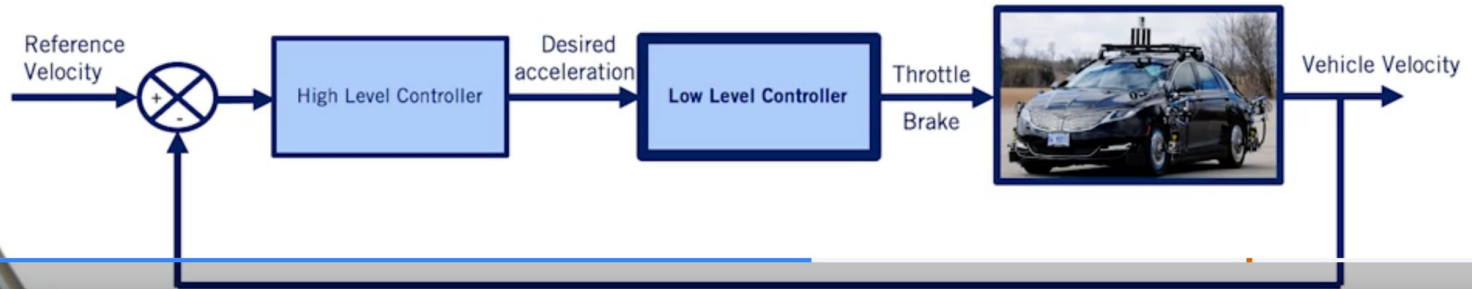 Reference
Velocity
+
-
High Level Controller
Desired
acceleration
Low Level Controller
Throttle
Brake
Vehicle Velocity